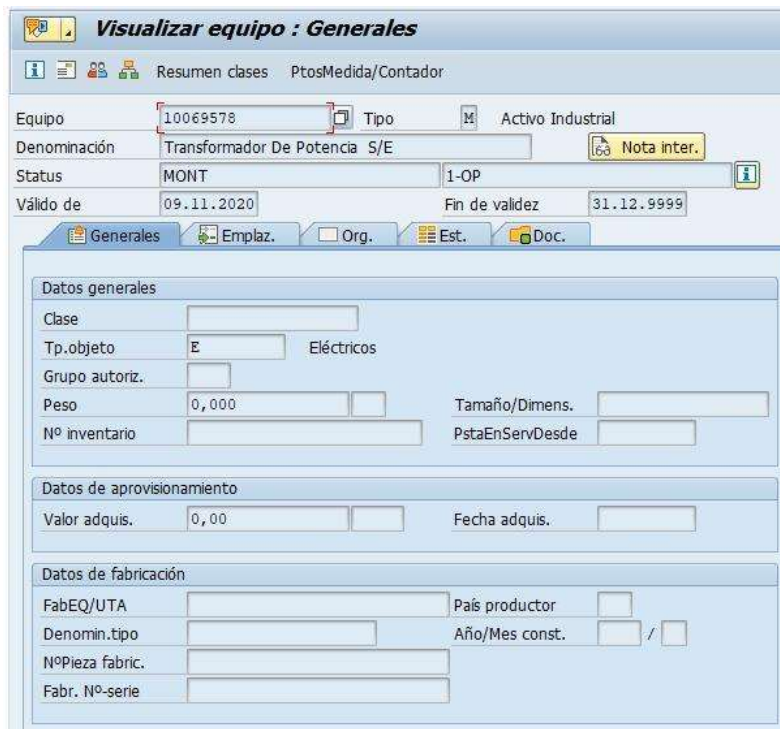 Visualizar equipo : Generales
Resumen clases PtosMedida/Contador
Equipo 10069578 Tipo M Activo Industrial
Denominación Transformador De Potencia S/E Nota inter.
Status MONT 1-OP
Válido de 09.11.2020 Fin de validez 31.12.9999
Generales Emplaz. Org. Est. Doc.
Datos generales
Clase
Tp.objeto E Eléctricos
Grupo autoriz.
Peso 0,000 Tamaño/Dimens.
Nº inventario PstaEnServDesde
Datos de aprovisionamiento
Valor adquis. 0,00 Fecha adquis.
Datos de fabricación
FabEQ/UTA País productor
Denomin.tipo Año/Mes const. /
NºPieza fabric.
Fabr. Nº-serie